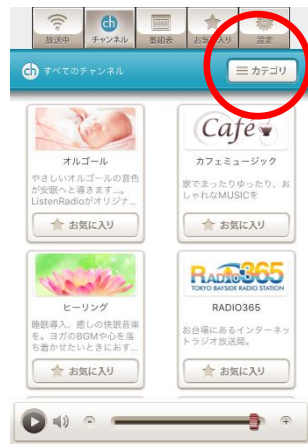 放送中 チャンネル 番組表 お気に入り 設定
ch
ch すべてのチャンネル
カテゴリ
オルゴール
やさしいオルゴールの音色
が安眠へと導きます…。
ListenRadioがオリジナ...
お気に入り
Cafe
カフェミュージック
家でまったりゆったり、お
しゃれなMUSICを
お気に入り
ヒーリング
睡眠導入、癒しの快眠音楽
を。ヨガのBGMや心を落
ち着かせたいときにおす...
お気に入り
RADIO365
TOKYO BAYSIDE RADIO STATION
RADIO365
お台場にあるインターネッ
トラジオ放送局。
お気に入り